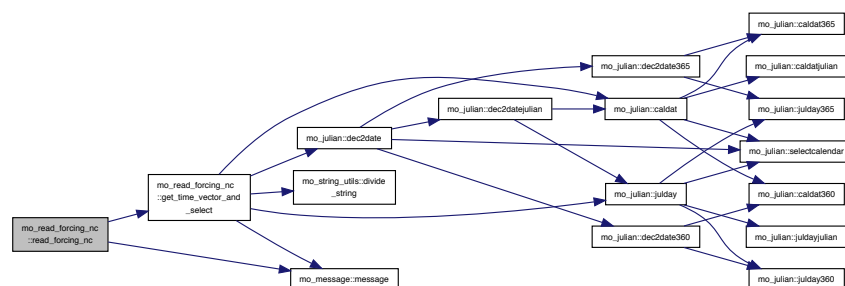 mo_read_forcing_nc
::read_forcing_nc
mo_read_forcing_nc
::get_time_vector_and
_select
mo_message::message
mo_string_utils::divide
_string
mo_julian::dec2date
mo_julian::dec2datejulian
mo_julian::dec2date365
mo_julian::caldat
mo_julian::julday
mo_julian::dec2date360
mo_julian::caldat365
mo_julian::caldatjulian
mo_julian::julday365
mo_julian::selectcalendar
mo_julian::caldat360
mo_julian::juldayjulian
mo_julian::julday360